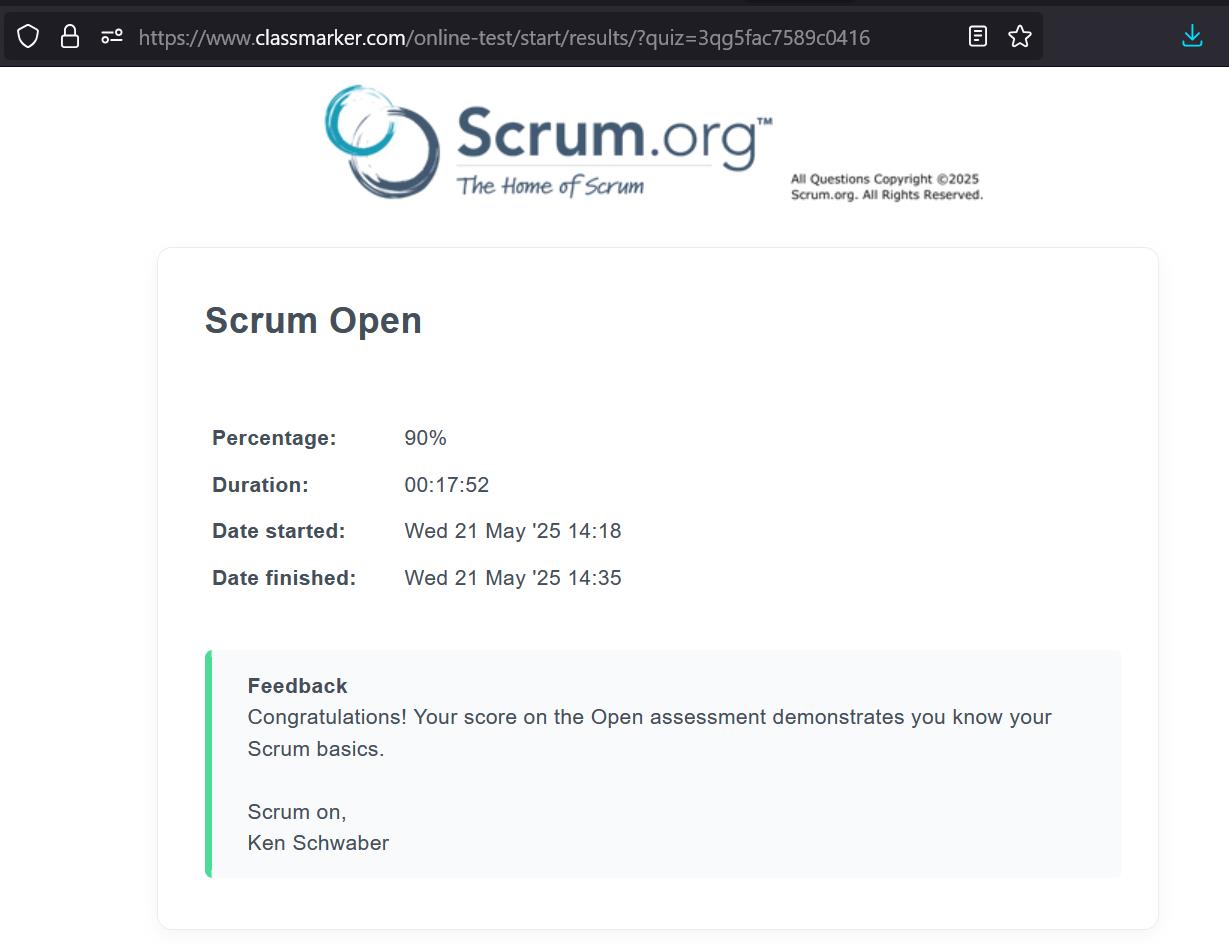 https://www.classmarker.com/online-test/start/results/?quiz=3qg5fac7589c0416
Scrum.org™
The Home of Scrum
All Questions Copyright ©2025
Scrum.org. All Rights Reserved.
Scrum Open
Percentage: 90%
Duration: 00:17:52
Date started: Wed 21 May '25 14:18
Date finished: Wed 21 May '25 14:35
Feedback
Congratulations! Your score on the Open assessment demonstrates you know your
Scrum basics.
Scrum on,
Ken Schwaber